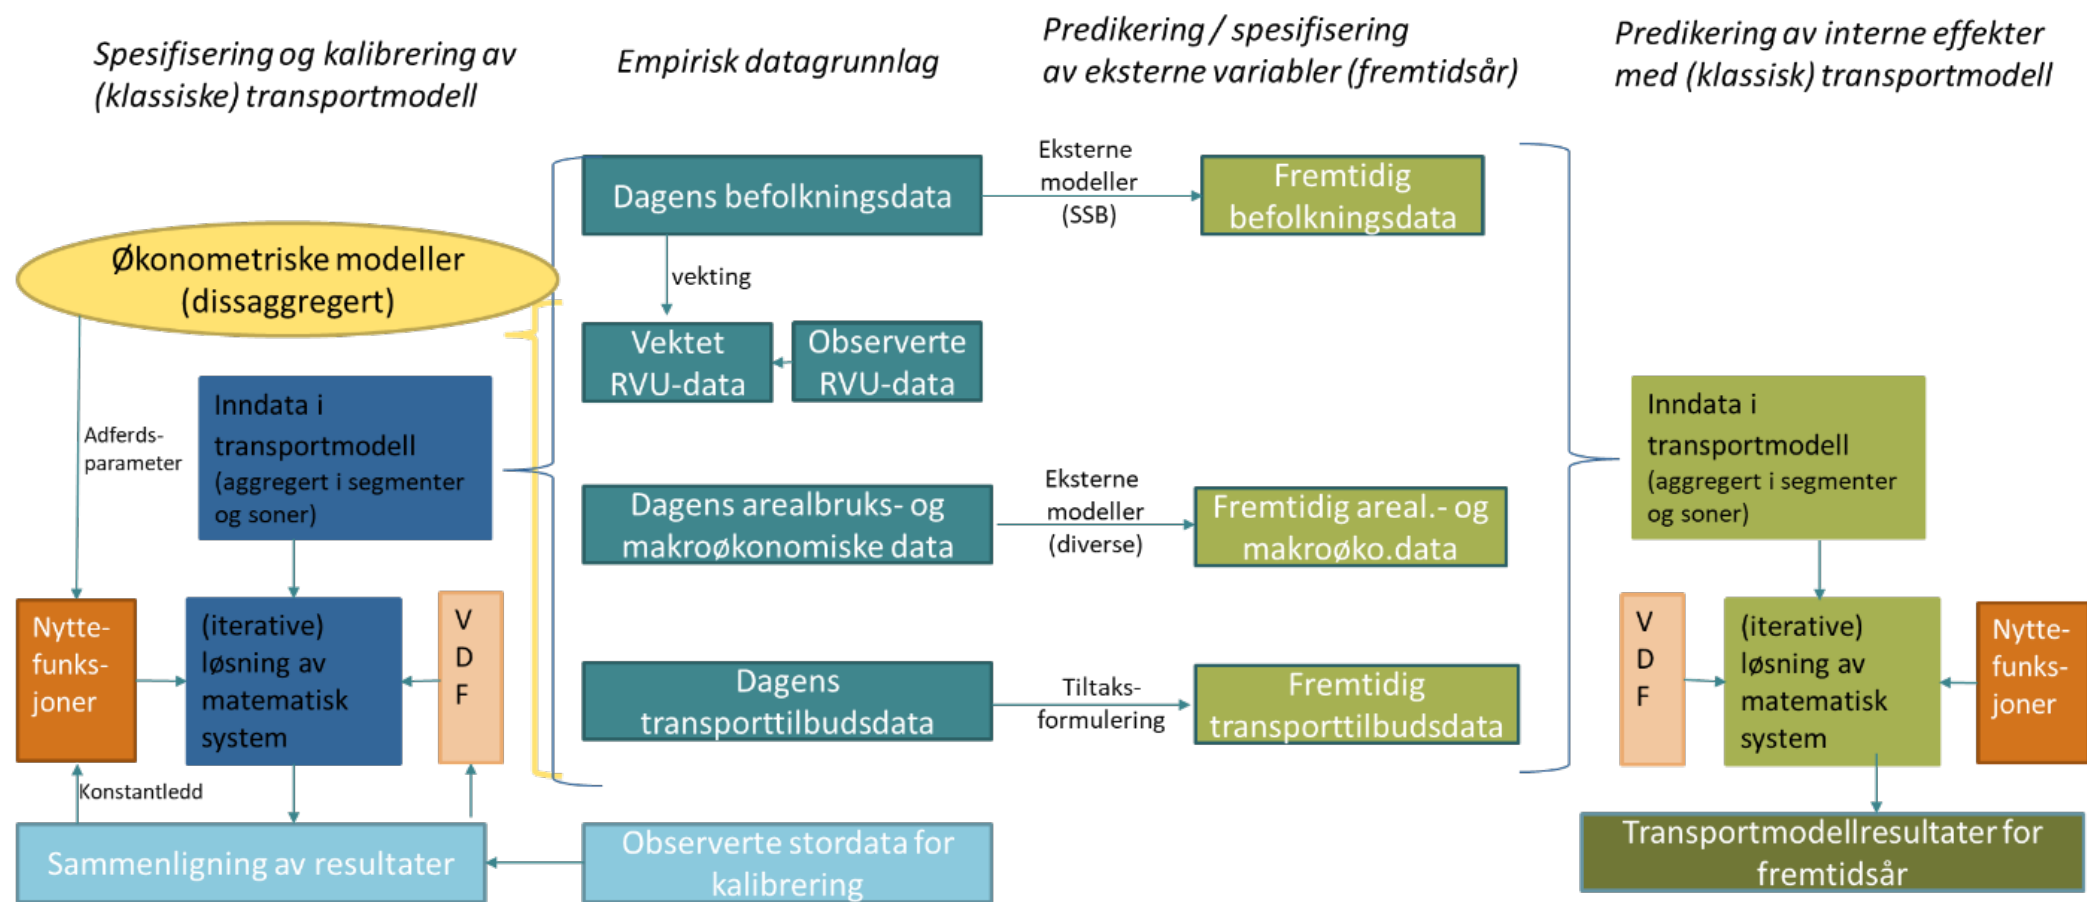 Spesifisering og kalibrering av
(klassiske) transportmodell
Empirisk datagrunnlag
Predikering / spesifisering
av eksterne variabler (fremtidsår)
Predikering av interne effekter
med (klassisk) transportmodell
Økonometriske modeller
(dissaggregert)
Adferds-
parameter
Inndata i
transportmodell
(aggregert i segmenter
og soner)
Nytte-
funks-
joner
(iterative)
løsning av
matematisk
system
V
D
F
Konstantledd
Sammenligning av resultater
Dagens befolkningsdata
vekting
Vektet
RVU-data
Observerte
RVU-data
Dagens arealbruks- og
makroøkonomiske data
Dagens
transporttilbudsdata
Observerte stordata for
kalibrering
Eksterne
modeller
(SSB)
Fremtidig
befolkningsdata
Eksterne
modeller
(diverse)
Fremtidig areal.- og
makroøko.data
Tiltaks-
formulering
Fremtidig
transporttilbudsdata
Inndata i
transportmodell
(aggregert i segmenter
og soner)
V
D
F
(iterative)
løsning av
matematisk
system
Nytte-
funks-
joner
Transportmodellresultater for
fremtidsår